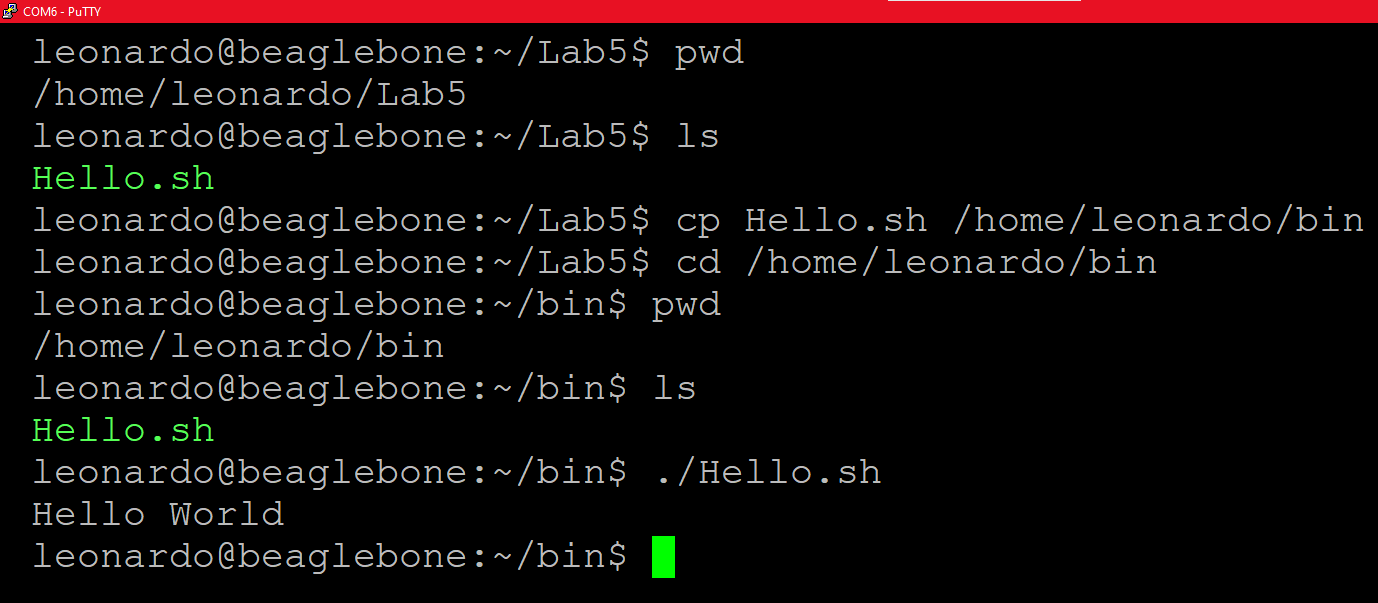 COM6 - PuTTY
leonardo@beaglebone:~/Lab5$ pwd
/home/leonardo/Lab5
leonardo@beaglebone:~/Lab5$ ls
Hello.sh
leonardo@beaglebone:~/Lab5$ cp Hello.sh /home/leonardo/bin
leonardo@beaglebone:~/Lab5$ cd /home/leonardo/bin
leonardo@beaglebone:~/bin$ pwd
/home/leonardo/bin
leonardo@beaglebone:~/bin$ ls
Hello.sh
leonardo@beaglebone:~/bin$ ./Hello.sh
Hello World
leonardo@beaglebone:~/bin$